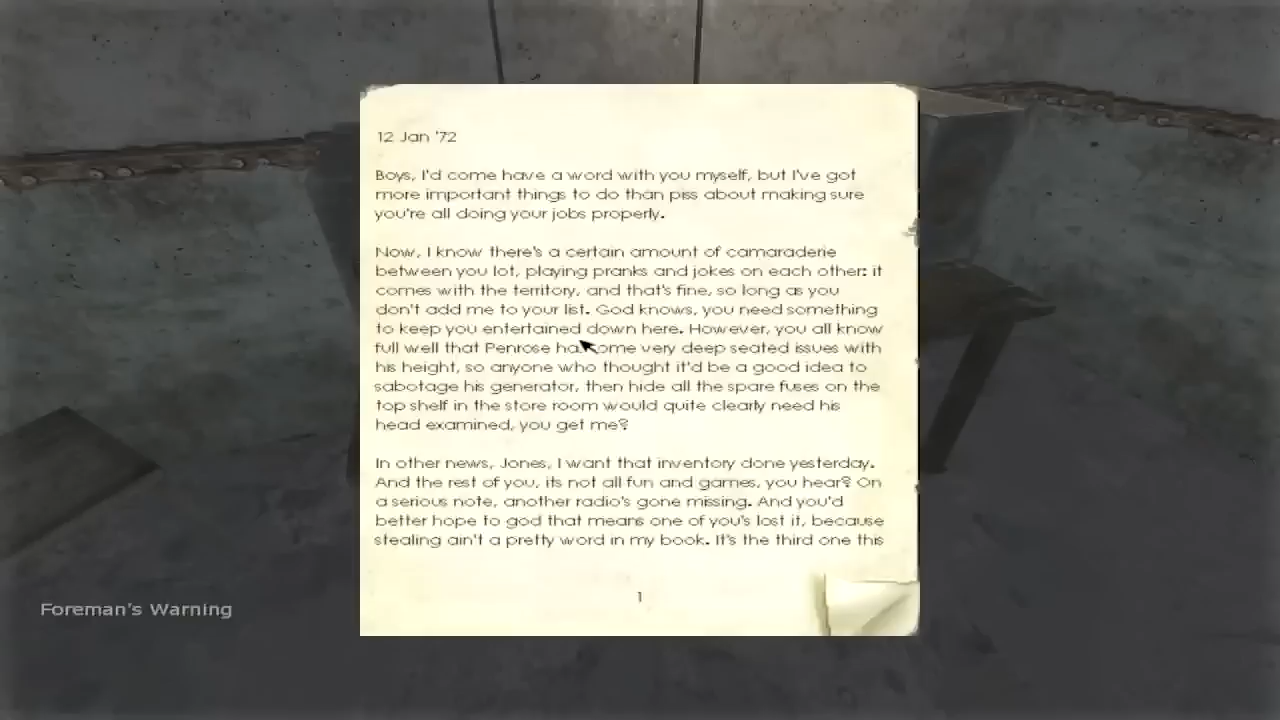 12 Jan '72
Boys, I'd come have a word with you myself, but I've got
more important things to do than piss about making sure
you're all doing your jobs properly.
Now, I know there's a certain amount of camaraderie
between you lot, playing pranks and jokes on each other: it
comes with the territory, and that's fine, so long as you
don't add me to your list. God knows, you need something
to keep you entertained down here. However, you all know
full well that Penrose has some very deep seated issues with
his height, so anyone who thought it'd be a good idea to
sabotage his generator, then hide all the spare fuses on the
top shelf in the store room would quite clearly need his
head examined, you get me?
In other news, Jones, I want that inventory done yesterday.
And the rest of you, its not all fun and games, you hear? On
a serious note, another radio's gone missing. And you'd
better hope to god that means one of you's lost it, because
stealing ain't a pretty word in my book. It's the third one this
1
Foreman's Warning